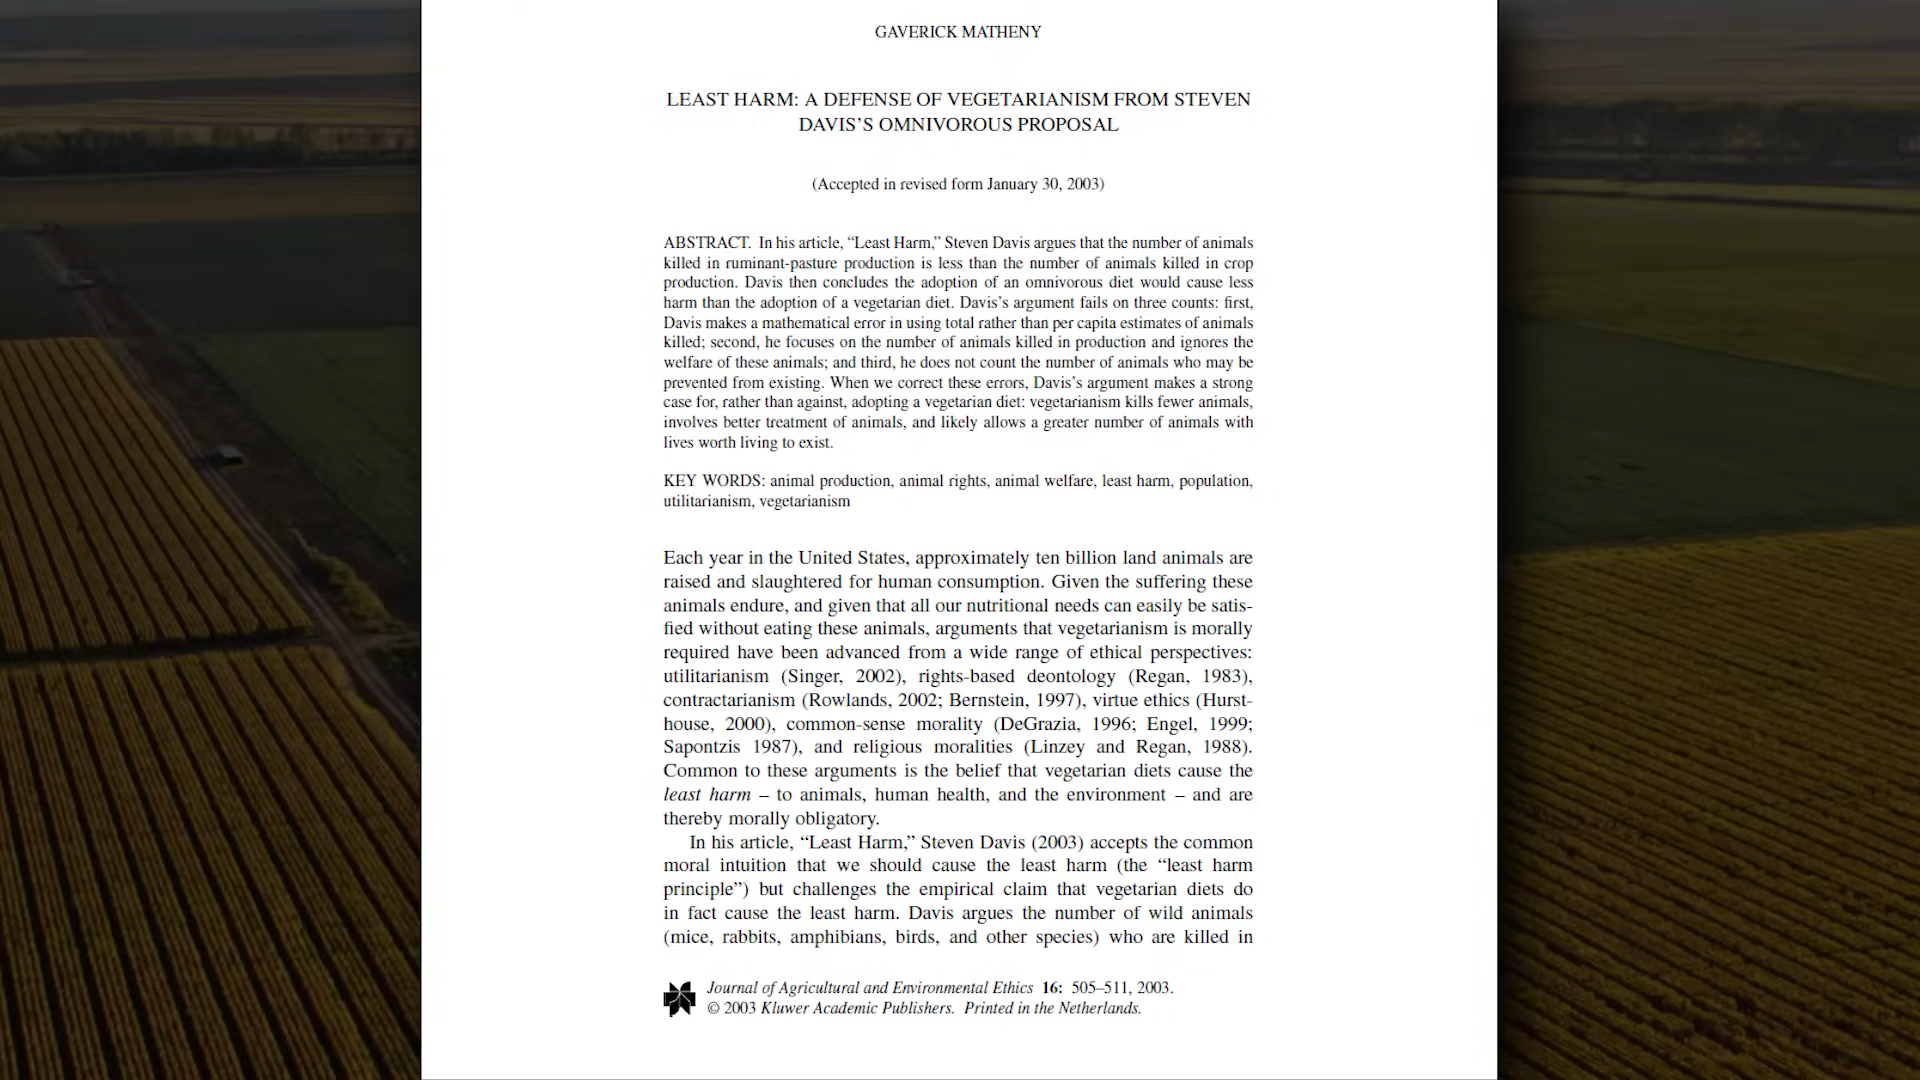 GAVERICK MATHENY
LEAST HARM: A DEFENSE OF VEGETARIANISM FROM STEVEN
DAVIS’S OMNIVOROUS PROPOSAL
(Accepted in revised form January 30, 2003)
ABSTRACT. In his article, “Least Harm,” Steven Davis argues that the number of animals
killed in ruminant-pasture production is less than the number of animals killed in crop
production. Davis then concludes the adoption of an omnivorous diet would cause less
harm than the adoption of a vegetarian diet. Davis’s argument fails on three counts: first,
Davis makes a mathematical error in using total rather than per capita estimates of animals
killed; second, he focuses on the number of animals killed in production and ignores the
welfare of these animals; and third, he does not count the number of animals who may be
prevented from existing. When we correct these errors, Davis’s argument makes a strong
case for, rather than against, adopting a vegetarian diet: vegetarianism kills fewer animals,
involves better treatment of animals, and likely allows a greater number of animals with
lives worth living to exist.
KEY WORDS: animal production, animal rights, animal welfare, least harm, population,
utilitarianism, vegetarianism
Each year in the United States, approximately ten billion land animals are
raised and slaughtered for human consumption. Given the suffering these
animals endure, and given that all our nutritional needs can easily be satis-
fied without eating these animals, arguments that vegetarianism is morally
required have been advanced from a wide range of ethical perspectives:
utilitarianism (Singer, 2002), rights-based deontology (Regan, 1983),
contractarianism (Rowlands, 2002; Bernstein, 1997), virtue ethics (Hurst-
house, 2000), common-sense morality (DeGrazia, 1996; Engel, 1999;
Sapontzis 1987), and religious moralities (Linzey and Regan, 1988).
Common to these arguments is the belief that vegetarian diets cause the
least harm – to animals, human health, and the environment – and are
thereby morally obligatory.
In his article, “Least Harm,” Steven Davis (2003) accepts the common
moral intuition that we should cause the least harm (the “least harm
principle”) but challenges the empirical claim that vegetarian diets do
in fact cause the least harm. Davis argues the number of wild animals
(mice, rabbits, amphibians, birds, and other species) who are killed in
Journal of Agricultural and Environmental Ethics 16: 505–511, 2003.
© 2003 Kluwer Academic Publishers. Printed in the Netherlands.